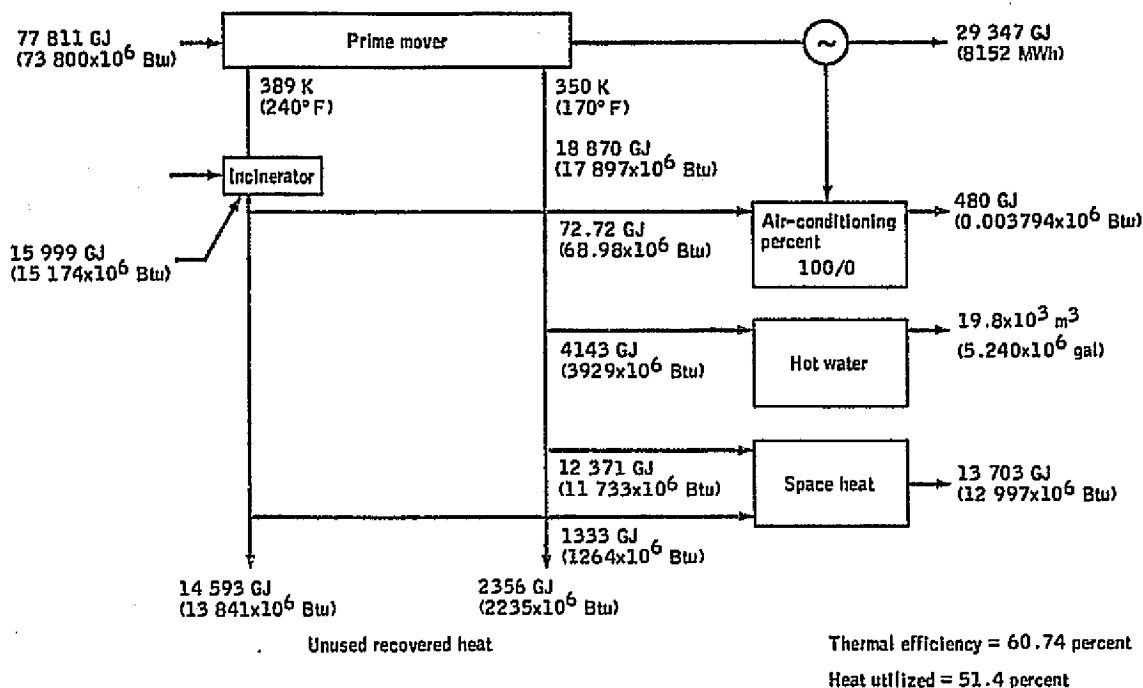 77 811 GJ
(73 800x10⁶ Btu)
Prime mover
~
29 347 GJ
(8152 MWh)
389 K
(240° F)
350 K
(170° F)
18 870 GJ
(17 897x10⁶ Btu)
Incinerator
15 999 GJ
(15 174x10⁶ Btu)
72.72 GJ
(68.98x10⁶ Btu)
Air-conditioning
percent
100/0
480 GJ
(0.003794x10⁶ Btu)
4143 GJ
(3929x10⁶ Btu)
Hot water
19.8x10³ m³
(5.240x10⁶ gal)
12 371 GJ
(11 733x10⁶ Btu)
Space heat
13 703 GJ
(12 997x10⁶ Btu)
1333 GJ
(1264x10⁶ Btu)
14 593 GJ
(13 841x10⁶ Btu)
2356 GJ
(2235x10⁶ Btu)
Unused recovered heat
Thermal efficiency = 60.74 percent
Heat utilized = 51.4 percent